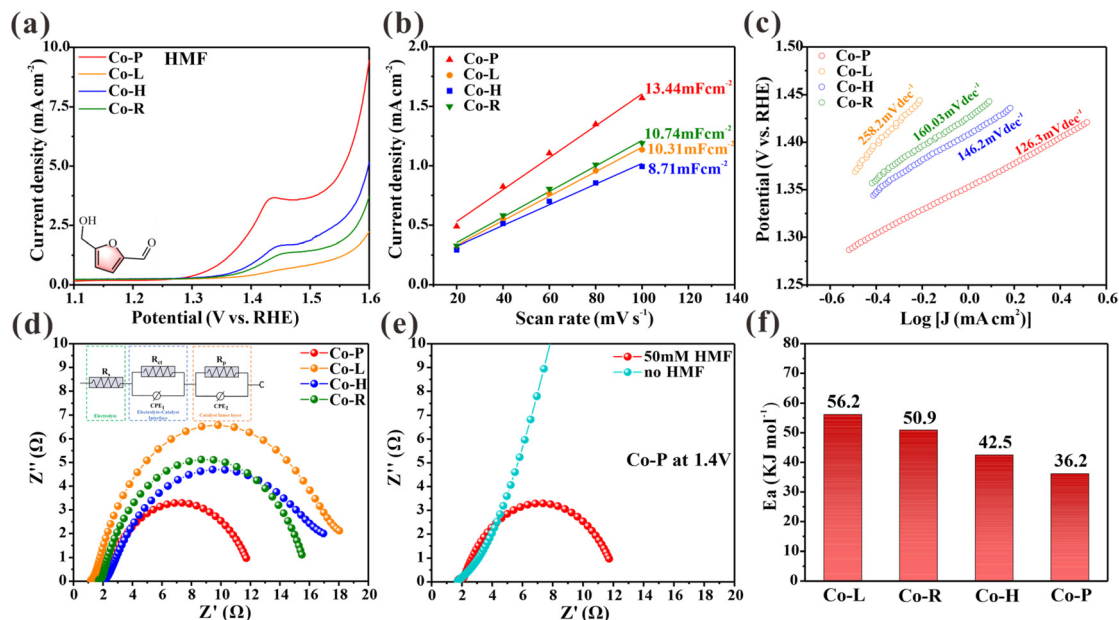 (a)
Current density (mA cm-2)
10.0
7.5
5.0
2.5
0.0
Co-P
Co-L
Co-H
Co-R
HMF
OH
O
O
1.1 1.2 1.3 1.4 1.5 1.6
Potential (V vs. RHE)
(b)
Current density (mA cm-2)
2.0
1.5
1.0
0.5
0.0
Co-P
Co-L
Co-H
Co-R
13.44mFcm-2
10.74mFcm-2
10.31mFcm-2
8.71mFcm-2
20 40 60 80 100 120 140
Scan rate (mV s-1)
(c)
Potential (V vs. RHE)
1.50
1.45
1.40
1.35
1.30
1.25
Co-P
Co-L
Co-H
Co-R
258.2mVdec-1
160.03mVdec-1
146.2mVdec-1
126.3mVdec-1
-0.6 -0.4 -0.2 0.0 0.2 0.4 0.6
Log [J (mA cm2)]
(d)
Z'' (Ω)
10
9
8
7
6
5
4
3
2
1
0
Rs
Rct
Rp
CPE1
CPE2
C
Electrolyte
Electrolyte-Catalyst
Interface
Catalyst Inner layer
Co-P
Co-L
Co-H
Co-R
0 2 4 6 8 10 12 14 16 18 20
Z' (Ω)
(e)
Z'' (Ω)
10
9
8
7
6
5
4
3
2
1
0
50mM HMF
no HMF
Co-P at 1.4V
0 2 4 6 8 10 12 14 16 18 20
Z' (Ω)
(f)
Ea (KJ mol-1)
80
70
60
50
40
30
20
10
0
56.2
50.9
42.5
36.2
Co-L Co-R Co-H Co-P